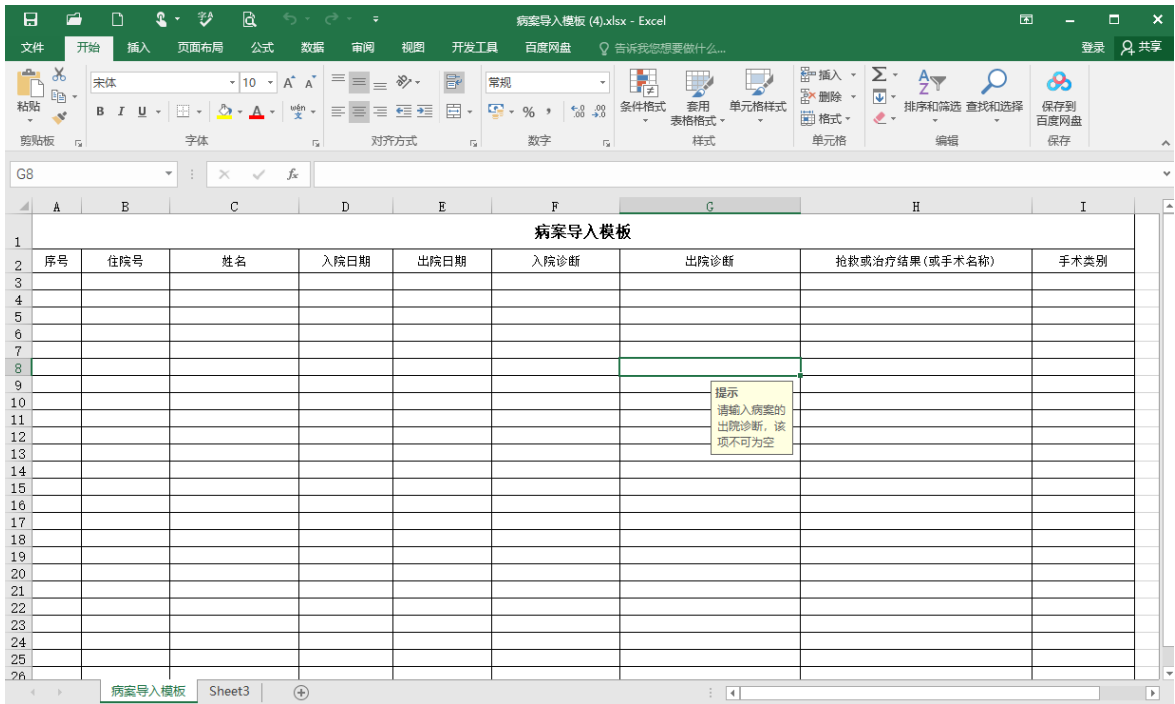 病案导入模板 (4).xlsx - Excel
文件 开始 插入 页面布局 公式 数据 审阅 视图 开发工具 百度网盘 告诉我您想要做什么... 登录 共享
宋体 10 常规
粘贴 条件格式 套用 表格格式 单元格样式 插入 删除 格式 排序和筛选 查找和选择 保存到 百度网盘
剪贴板 字体 对齐方式 数字 样式 单元格 编辑 保存
G8 fx
A B C D E F G H I
1 病案导入模板
2 序号 住院号 姓名 入院日期 出院日期 入院诊断 出院诊断 抢救或治疗结果(或手术名称) 手术类别
3
4
5
6
7
8
9
10
11
12
13
14
15
16
17
18
19
20
21
22
23
24
25
26
提示
请输入病案的
出院诊断，该
项不可为空
病案导入模板 Sheet3